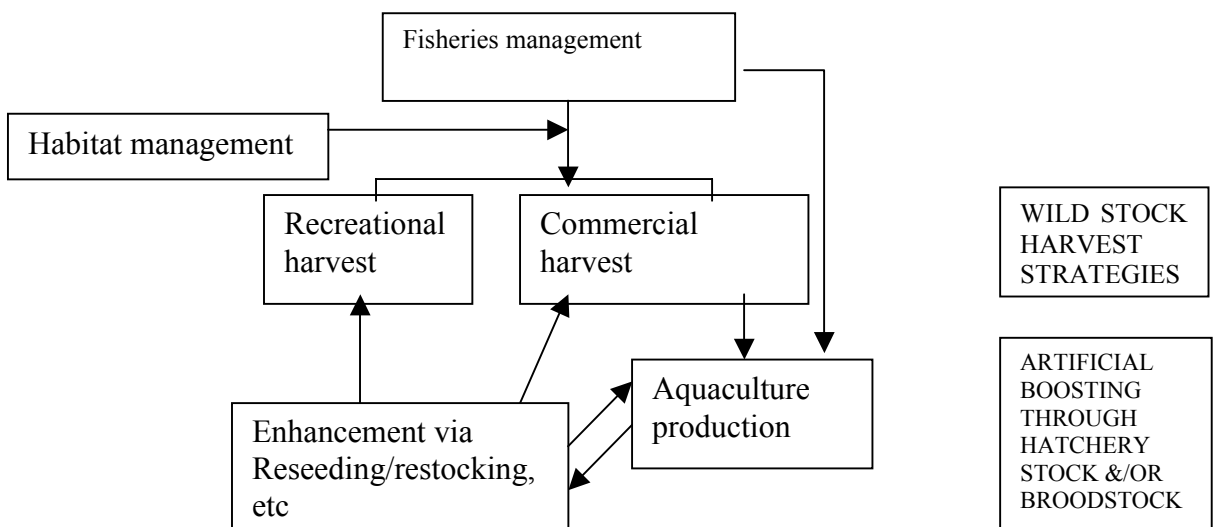 Fisheries management
Habitat management
Recreational
harvest
Commercial
harvest
WILD STOCK
HARVEST
STRATEGIES
Aquaculture
production
Enhancement via
Reseeding/restocking,
etc
ARTIFICIAL
BOOSTING
THROUGH
HATCHERY
STOCK &/OR
BROODSTOCK